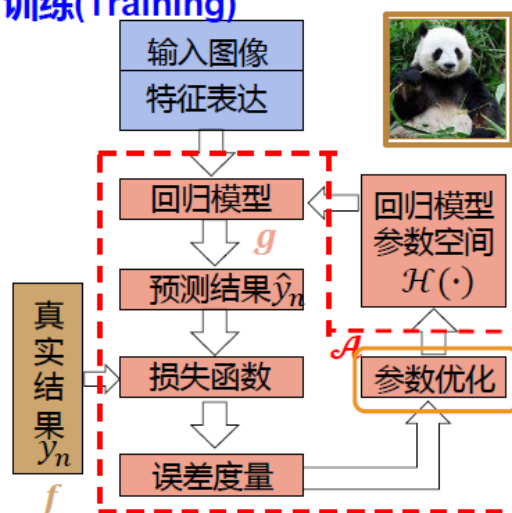 训练(Training)
输入图像
特征表达
回归模型
g
预测结果ŷₙ
损失函数
误差度量
真实结果
yₙ
f
回归模型
参数空间
ℋ(·)
𝒜
参数优化